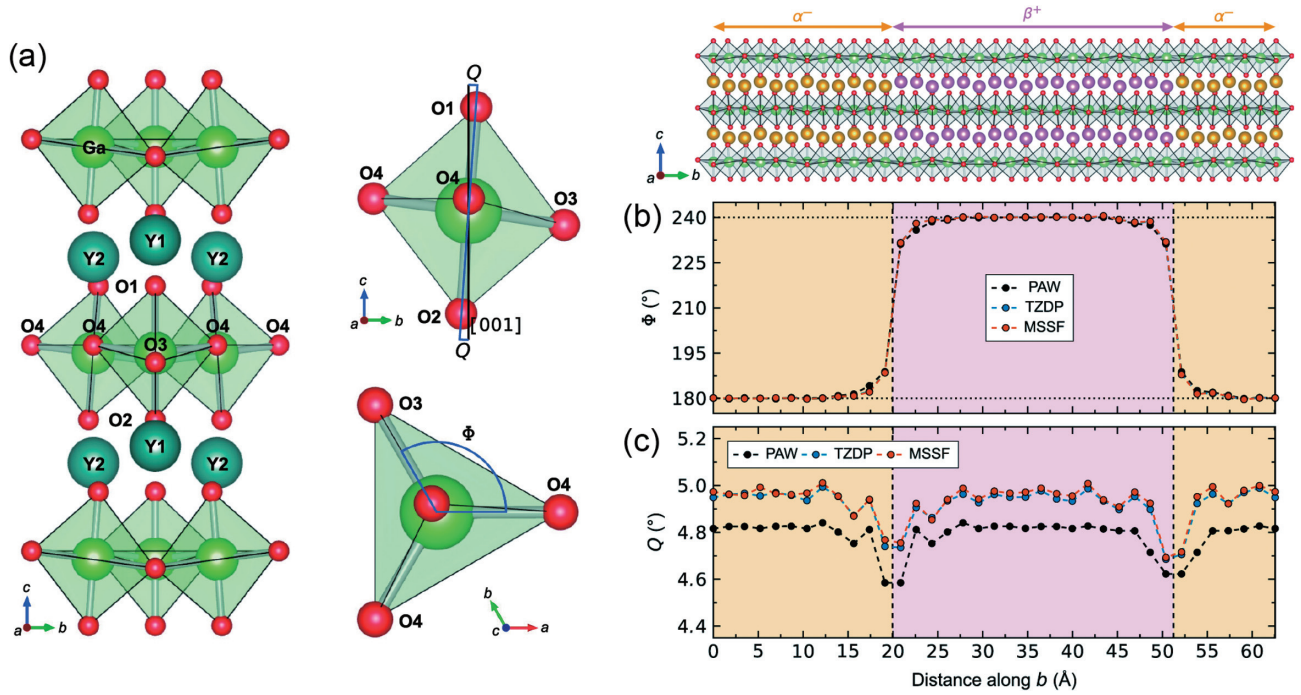 (a)
Ga
Y1
Y2
Y2
O1
O4
O4
O4
O4
O3
O2
Y1
Y2
Y2
c
a
b
Q
O1
O4
O4
O3
O2
[001]
Q
c
a
b
O3
Φ
O4
O4
b
c
a
α⁻
β⁺
α⁻
c
a
b
(b)
Φ (°)
240
225
210
195
180
PAW
TZDP
MSSF
(c)
Q (°)
5.2
5.0
4.8
4.6
4.4
PAW TZDP MSSF
0 5 10 15 20 25 30 35 40 45 50 55 60
Distance along b (Å)